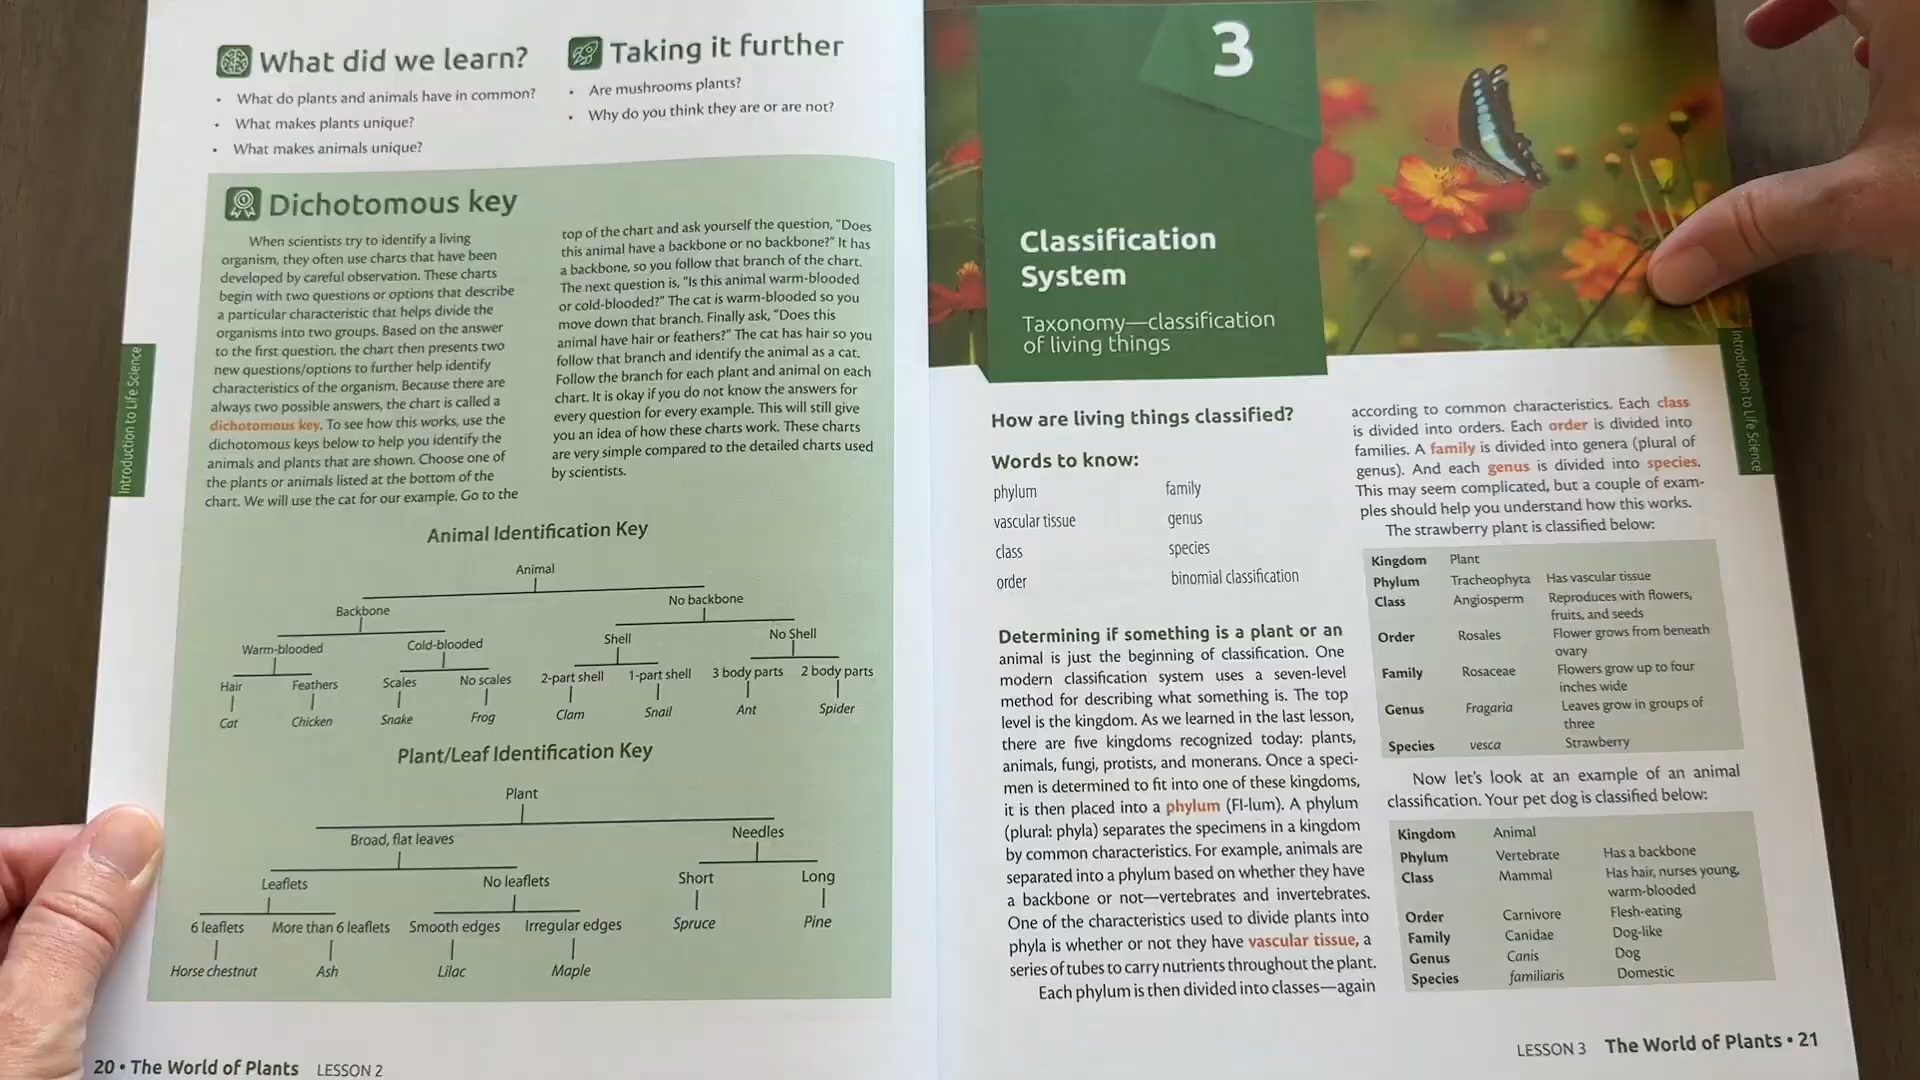 What did we learn?
• What do plants and animals have in common?
• What makes plants unique?
• What makes animals unique?
Taking it further
• Are mushrooms plants?
• Why do you think they are or are not?
Dichotomous key
When scientists try to identify a living
organism, they often use charts that have been
developed by careful observation. These charts
begin with two questions or options that describe
a particular characteristic that helps divide the
organisms into two groups. Based on the answer
to the first question, the chart then presents two
new questions/options to further help identify
characteristics of the organism. Because there are
always two possible answers, the chart is called a
dichotomous key. To see how this works, use the
dichotomous keys below to help you identify the
animals and plants that are shown. Choose one of
the plants or animals listed at the bottom of the
chart. We will use the cat for our example. Go to the
top of the chart and ask yourself the question, "Does
this animal have a backbone or no backbone?" It has
a backbone, so you follow that branch of the chart.
The next question is, "Is this animal warm-blooded
or cold-blooded?" The cat is warm-blooded so you
move down that branch. Finally ask, "Does this
animal have hair or feathers?" The cat has hair so you
follow that branch and identify the animal as a cat.
Follow the branch for each plant and animal on each
chart. It is okay if you do not know the answers for
every question for every example. This will still give
you an idea of how these charts work. These charts
are very simple compared to the detailed charts used
by scientists.
Animal Identification Key
Animal
Backbone No backbone
Warm-blooded Cold-blooded Shell No Shell
Hair Feathers Scales No scales 2-part shell 1-part shell 3 body parts 2 body parts
Cat Chicken Snake Frog Clam Snail Ant Spider
Plant/Leaf Identification Key
Plant
Broad, flat leaves Needles
Leaflets No leaflets Short Long
6 leaflets More than 6 leaflets Smooth edges Irregular edges Spruce Pine
Horse chestnut Ash Lilac Maple
Introduction to Life Science
20 • The World of Plants LESSON 2
3
Classification
System
Taxonomy—classification
of living things
How are living things classified?
Words to know:
phylum family
vascular tissue genus
class species
order binomial classification
Determining if something is a plant or an
animal is just the beginning of classification. One
modern classification system uses a seven-level
method for describing what something is. The top
level is the kingdom. As we learned in the last lesson,
there are five kingdoms recognized today: plants,
animals, fungi, protists, and monerans. Once a speci-
men is determined to fit into one of these kingdoms,
it is then placed into a phylum (FI-lum). A phylum
(plural: phyla) separates the specimens in a kingdom
by common characteristics. For example, animals are
separated into a phylum based on whether they have
a backbone or not—vertebrates and invertebrates.
One of the characteristics used to divide plants into
phyla is whether or not they have vascular tissue, a
series of tubes to carry nutrients throughout the plant.
Each phylum is then divided into classes—again
according to common characteristics. Each class
is divided into orders. Each order is divided into
families. A family is divided into genera (plural of
genus). And each genus is divided into species.
This may seem complicated, but a couple of exam-
ples should help you understand how this works.
The strawberry plant is classified below:
Kingdom Plant
Phylum Tracheophyta Has vascular tissue
Class Angiosperm Reproduces with flowers,
fruits, and seeds
Order Rosales Flower grows from beneath
ovary
Family Rosaceae Flowers grow up to four
inches wide
Genus Fragaria Leaves grow in groups of
three
Species vesca Strawberry
Now let's look at an example of an animal
classification. Your pet dog is classified below:
Kingdom Animal
Phylum Vertebrate Has a backbone
Class Mammal Has hair, nurses young,
warm-blooded
Order Carnivore Flesh-eating
Family Canidae Dog-like
Genus Canis Dog
Species familiaris Domestic
Introduction to Life Science
LESSON 3 The World of Plants • 21